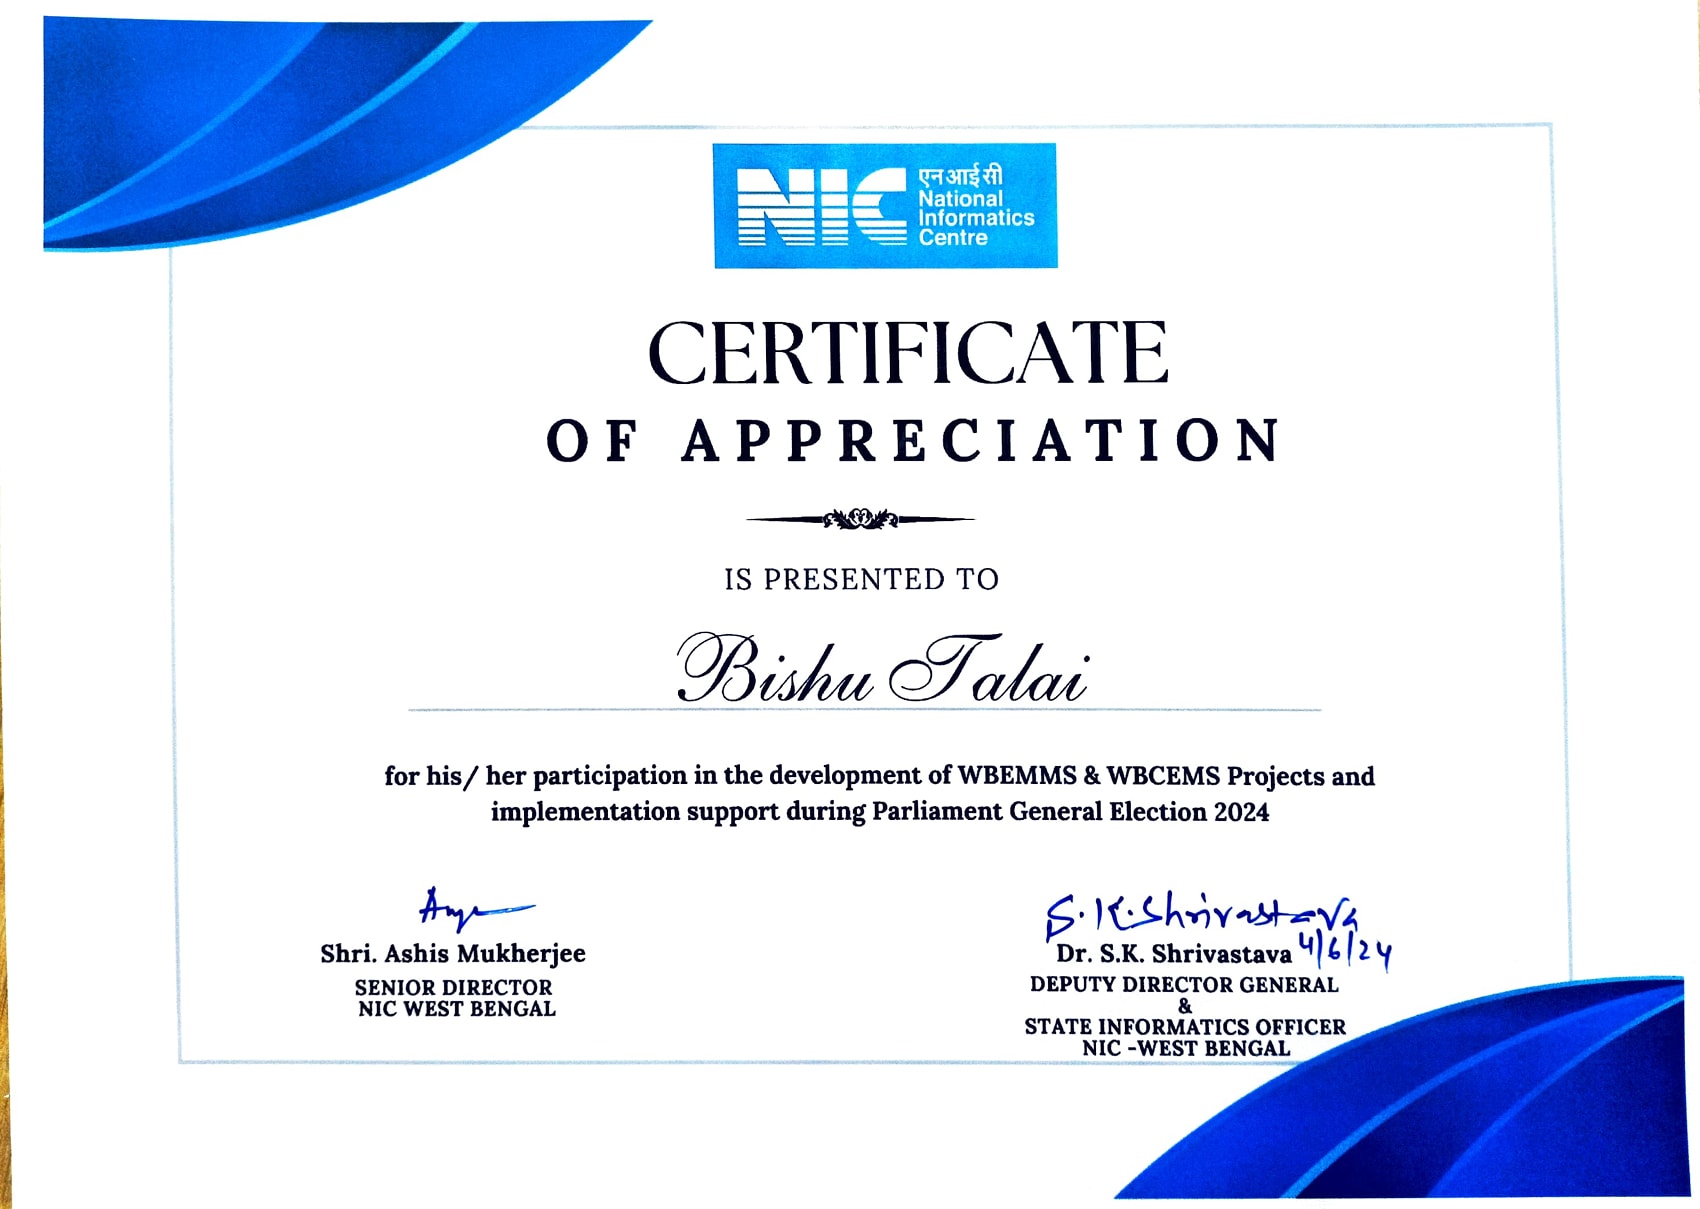 NIC
एन आई सी
National
Informatics
Centre
CERTIFICATE
OF APPRECIATION
IS PRESENTED TO
Bishu Talai
for his/ her participation in the development of WBEMMS & WBCEMS Projects and
implementation support during Parliament General Election 2024
Shri. Ashis Mukherjee
SENIOR DIRECTOR
NIC WEST BENGAL
S.K.Shrivastava
4/6/24
Dr. S.K. Shrivastava
DEPUTY DIRECTOR GENERAL
&
STATE INFORMATICS OFFICER
NIC -WEST BENGAL